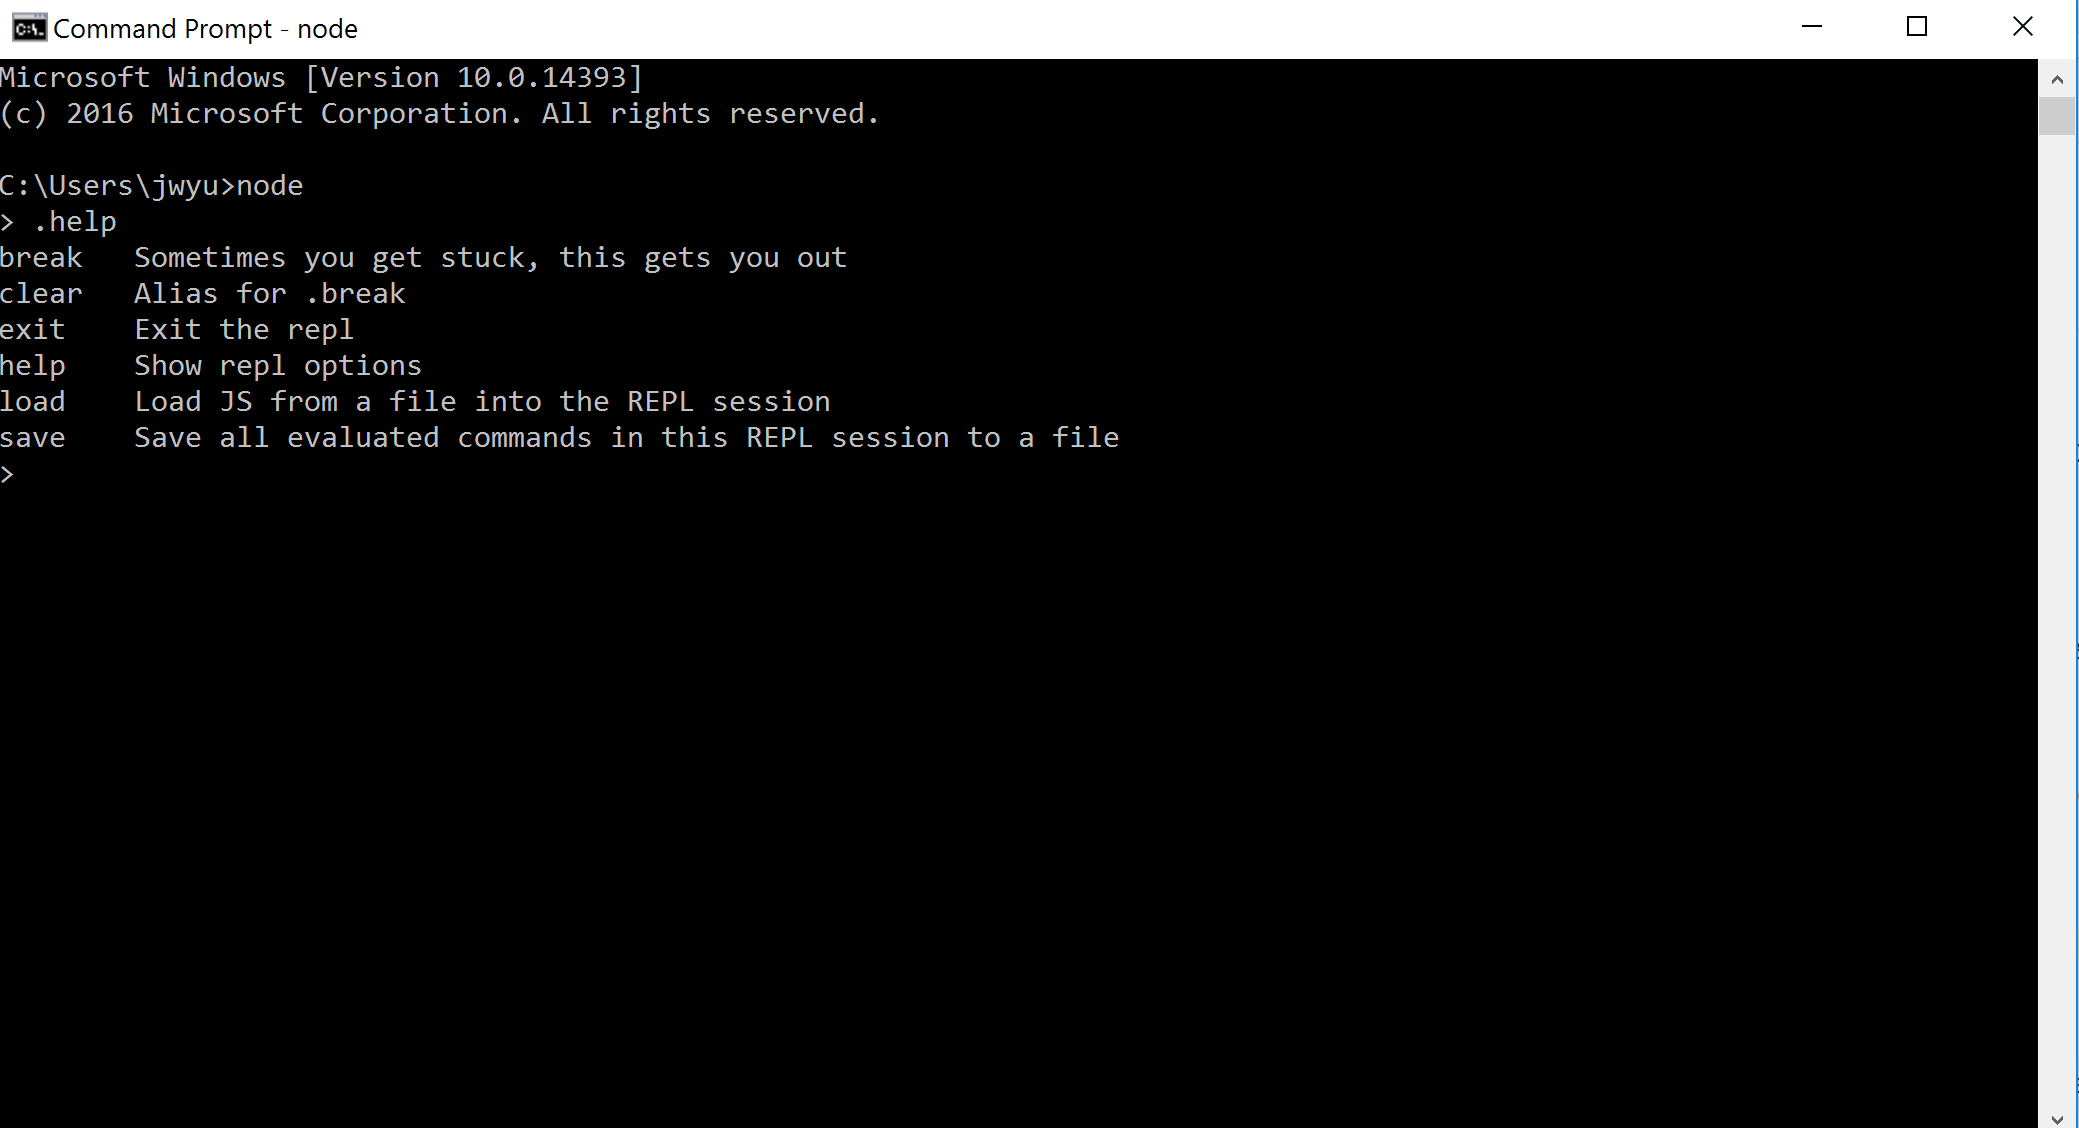 Command Prompt - node
Microsoft Windows [Version 10.0.14393]
(c) 2016 Microsoft Corporation. All rights reserved.
C:\Users\jwyu>node
> .help
break   Sometimes you get stuck, this gets you out
clear   Alias for .break
exit    Exit the repl
help    Show repl options
load    Load JS from a file into the REPL session
save    Save all evaluated commands in this REPL session to a file
>